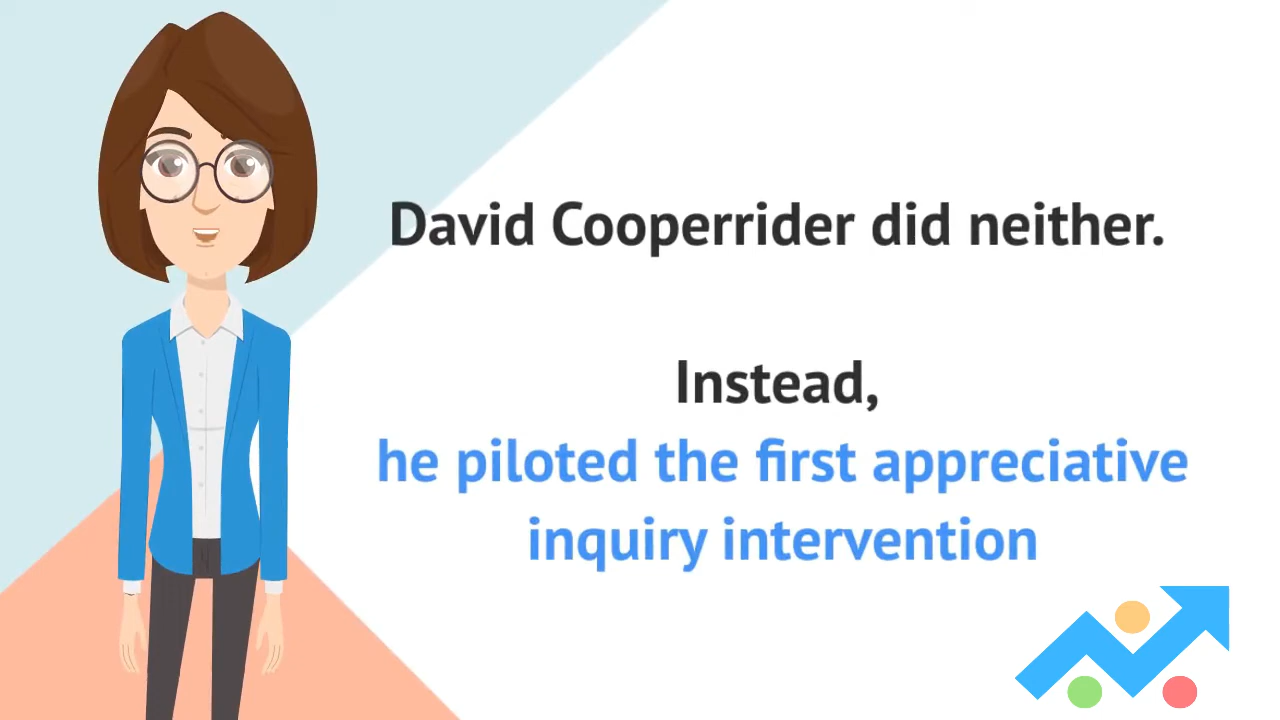 David Cooperrider did neither.
Instead,
he piloted the first appreciative
inquiry intervention